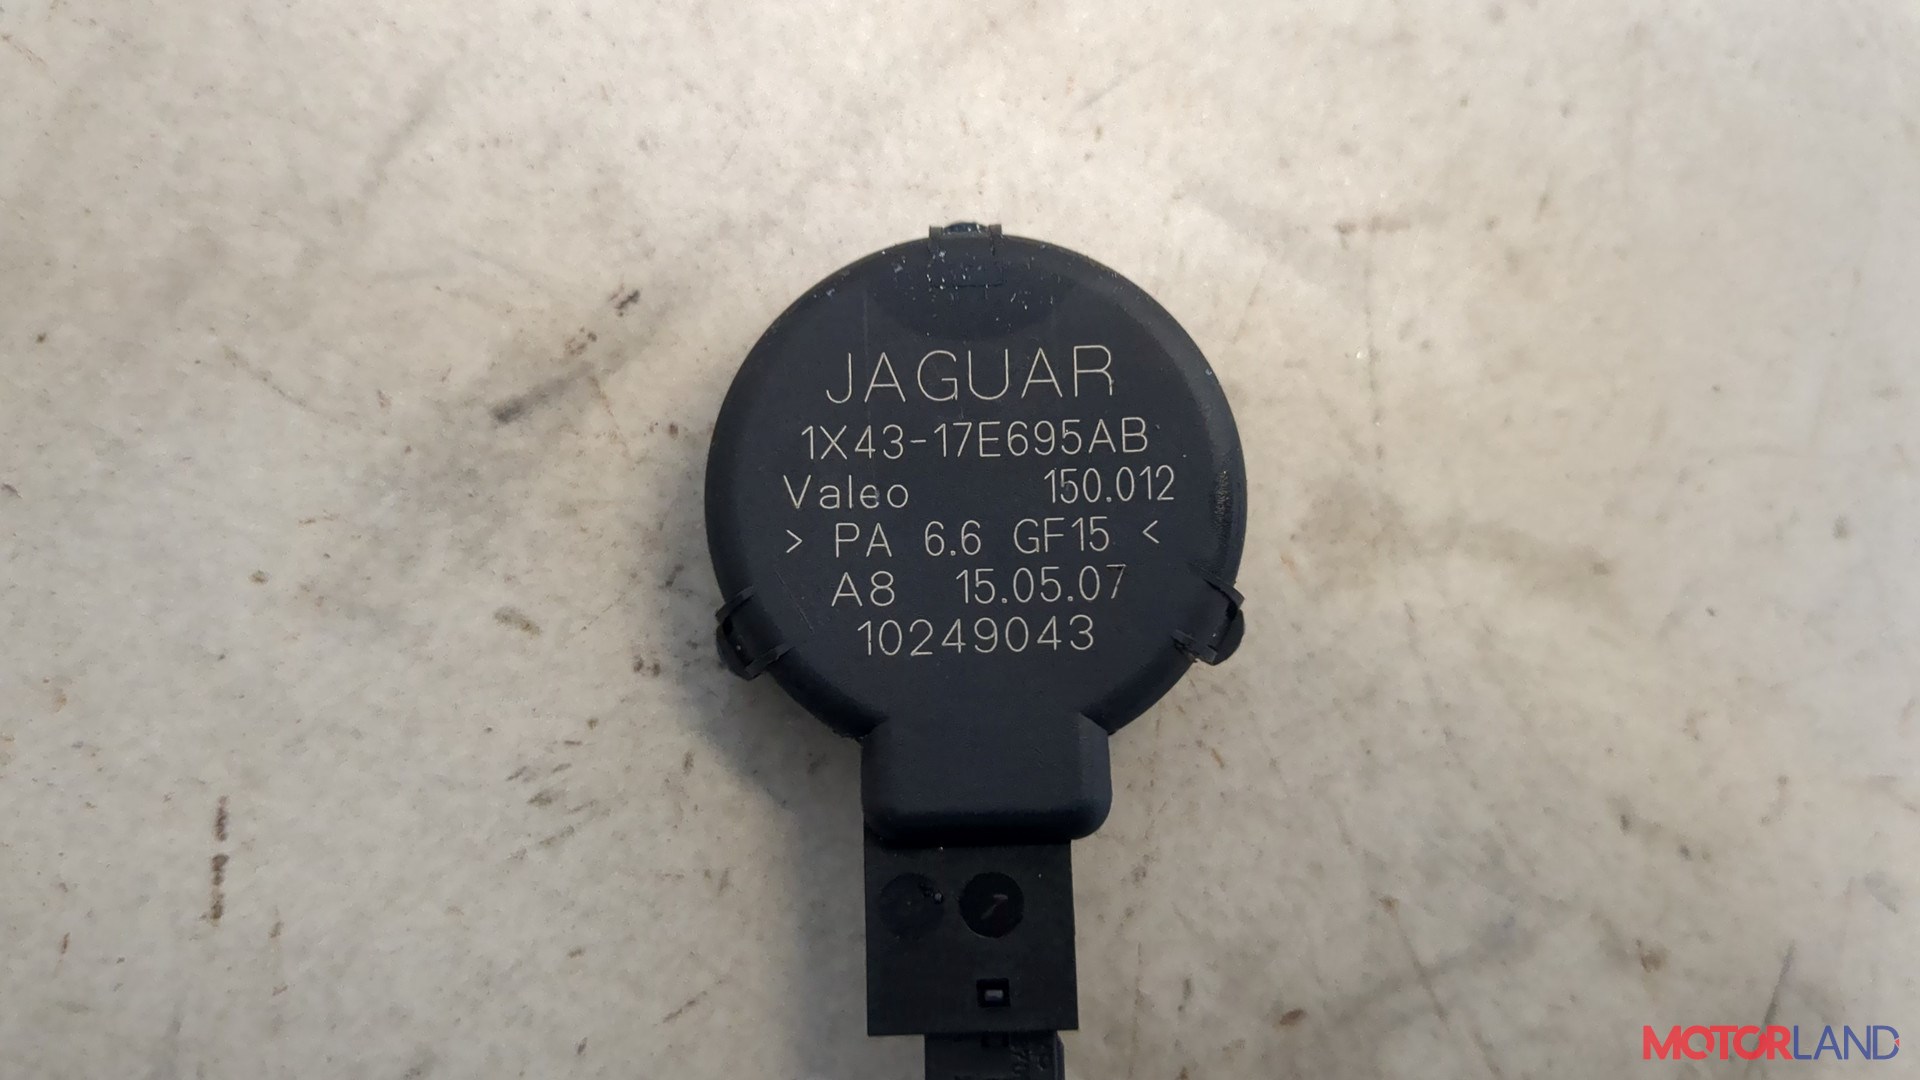 JAGUAR
1X43-17E695AB
Valeo 150.012
> PA 6.6 GF15 <
A8 15.05.07
10249043
MOTORLAND